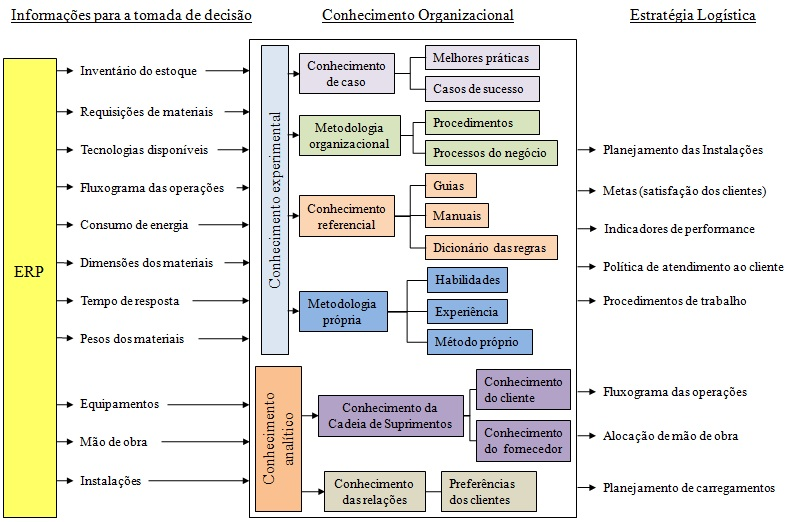 Informações para a tomada de decisão
Conhecimento Organizacional
Estratégia Logística
ERP
Inventário do estoque
Requisições de materiais
Tecnologias disponíveis
Fluxograma das operações
Consumo de energia
Dimensões dos materiais
Tempo de resposta
Pesos dos materiais
Equipamentos
Mão de obra
Instalações
Conhecimento experimental
Conhecimento
de caso
Melhores práticas
Casos de sucesso
Metodologia
organizacional
Procedimentos
Processos do negócio
Conhecimento
referencial
Guias
Manuais
Dicionário das regras
Metodologia
própria
Habilidades
Experiência
Método próprio
Conhecimento
analítico
Conhecimento da
Cadeia de Suprimentos
Conhecimento
do cliente
Conhecimento
do fornecedor
Conhecimento
das relações
Preferências
dos clientes
Planejamento das Instalações
Metas (satisfação dos clientes)
Indicadores de performance
Política de atendimento ao cliente
Procedimentos de trabalho
Fluxograma das operações
Alocação de mão de obra
Planejamento de carregamentos